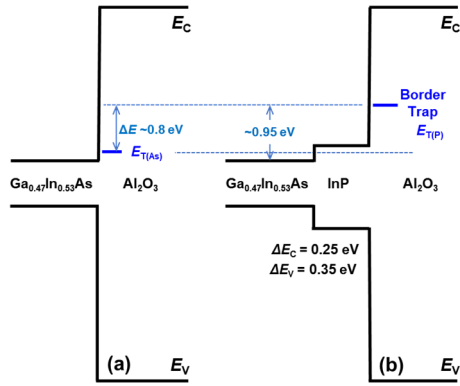 E_C
E_C
Border
Trap
E_T(P)
ΔE ~0.8 eV
~0.95 eV
E_T(As)
Ga0.47In0.53As Al2O3
Ga0.47In0.53As InP Al2O3
ΔE_C = 0.25 eV
ΔE_V = 0.35 eV
(a) E_V
(b) E_V